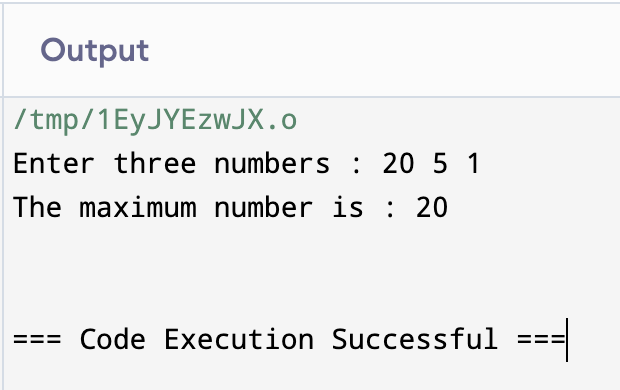 Output
/tmp/1EyJYEzwJX.o
Enter three numbers : 20 5 1
The maximum number is : 20
=== Code Execution Successful ===